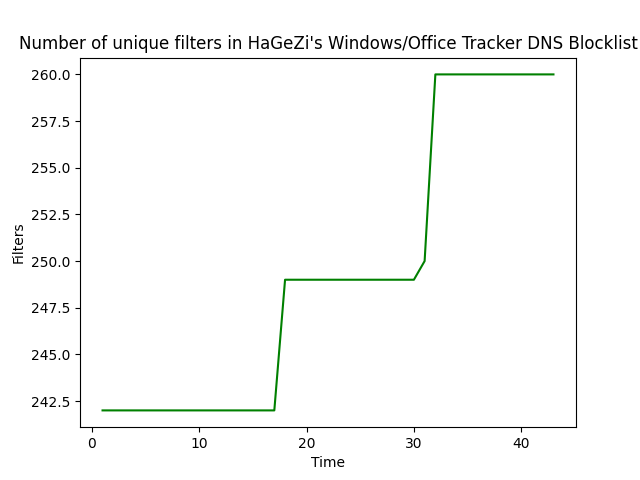 Number of unique filters in HaGeZi's Windows/Office Tracker DNS Blocklist
260.0
257.5
255.0
252.5
250.0
247.5
245.0
242.5
Filters
0 10 20 30 40
Time